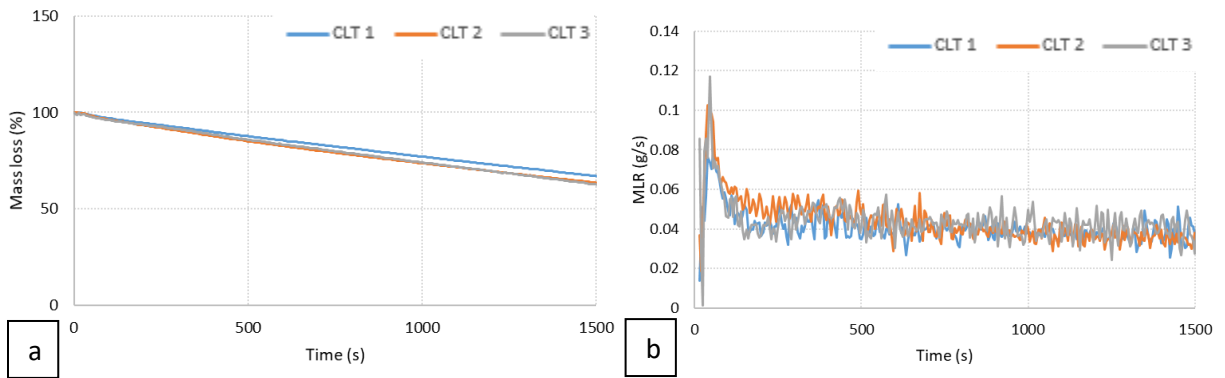 CLT 1 CLT 2 CLT 3
150
100
50
0
Mass loss (%)
0 500 1000 1500
Time (s)
a
CLT 1 CLT 2 CLT 3
0.14
0.12
0.1
0.08
0.06
0.04
0.02
0
MLR (g/s)
0 500 1000 1500
Time (s)
b